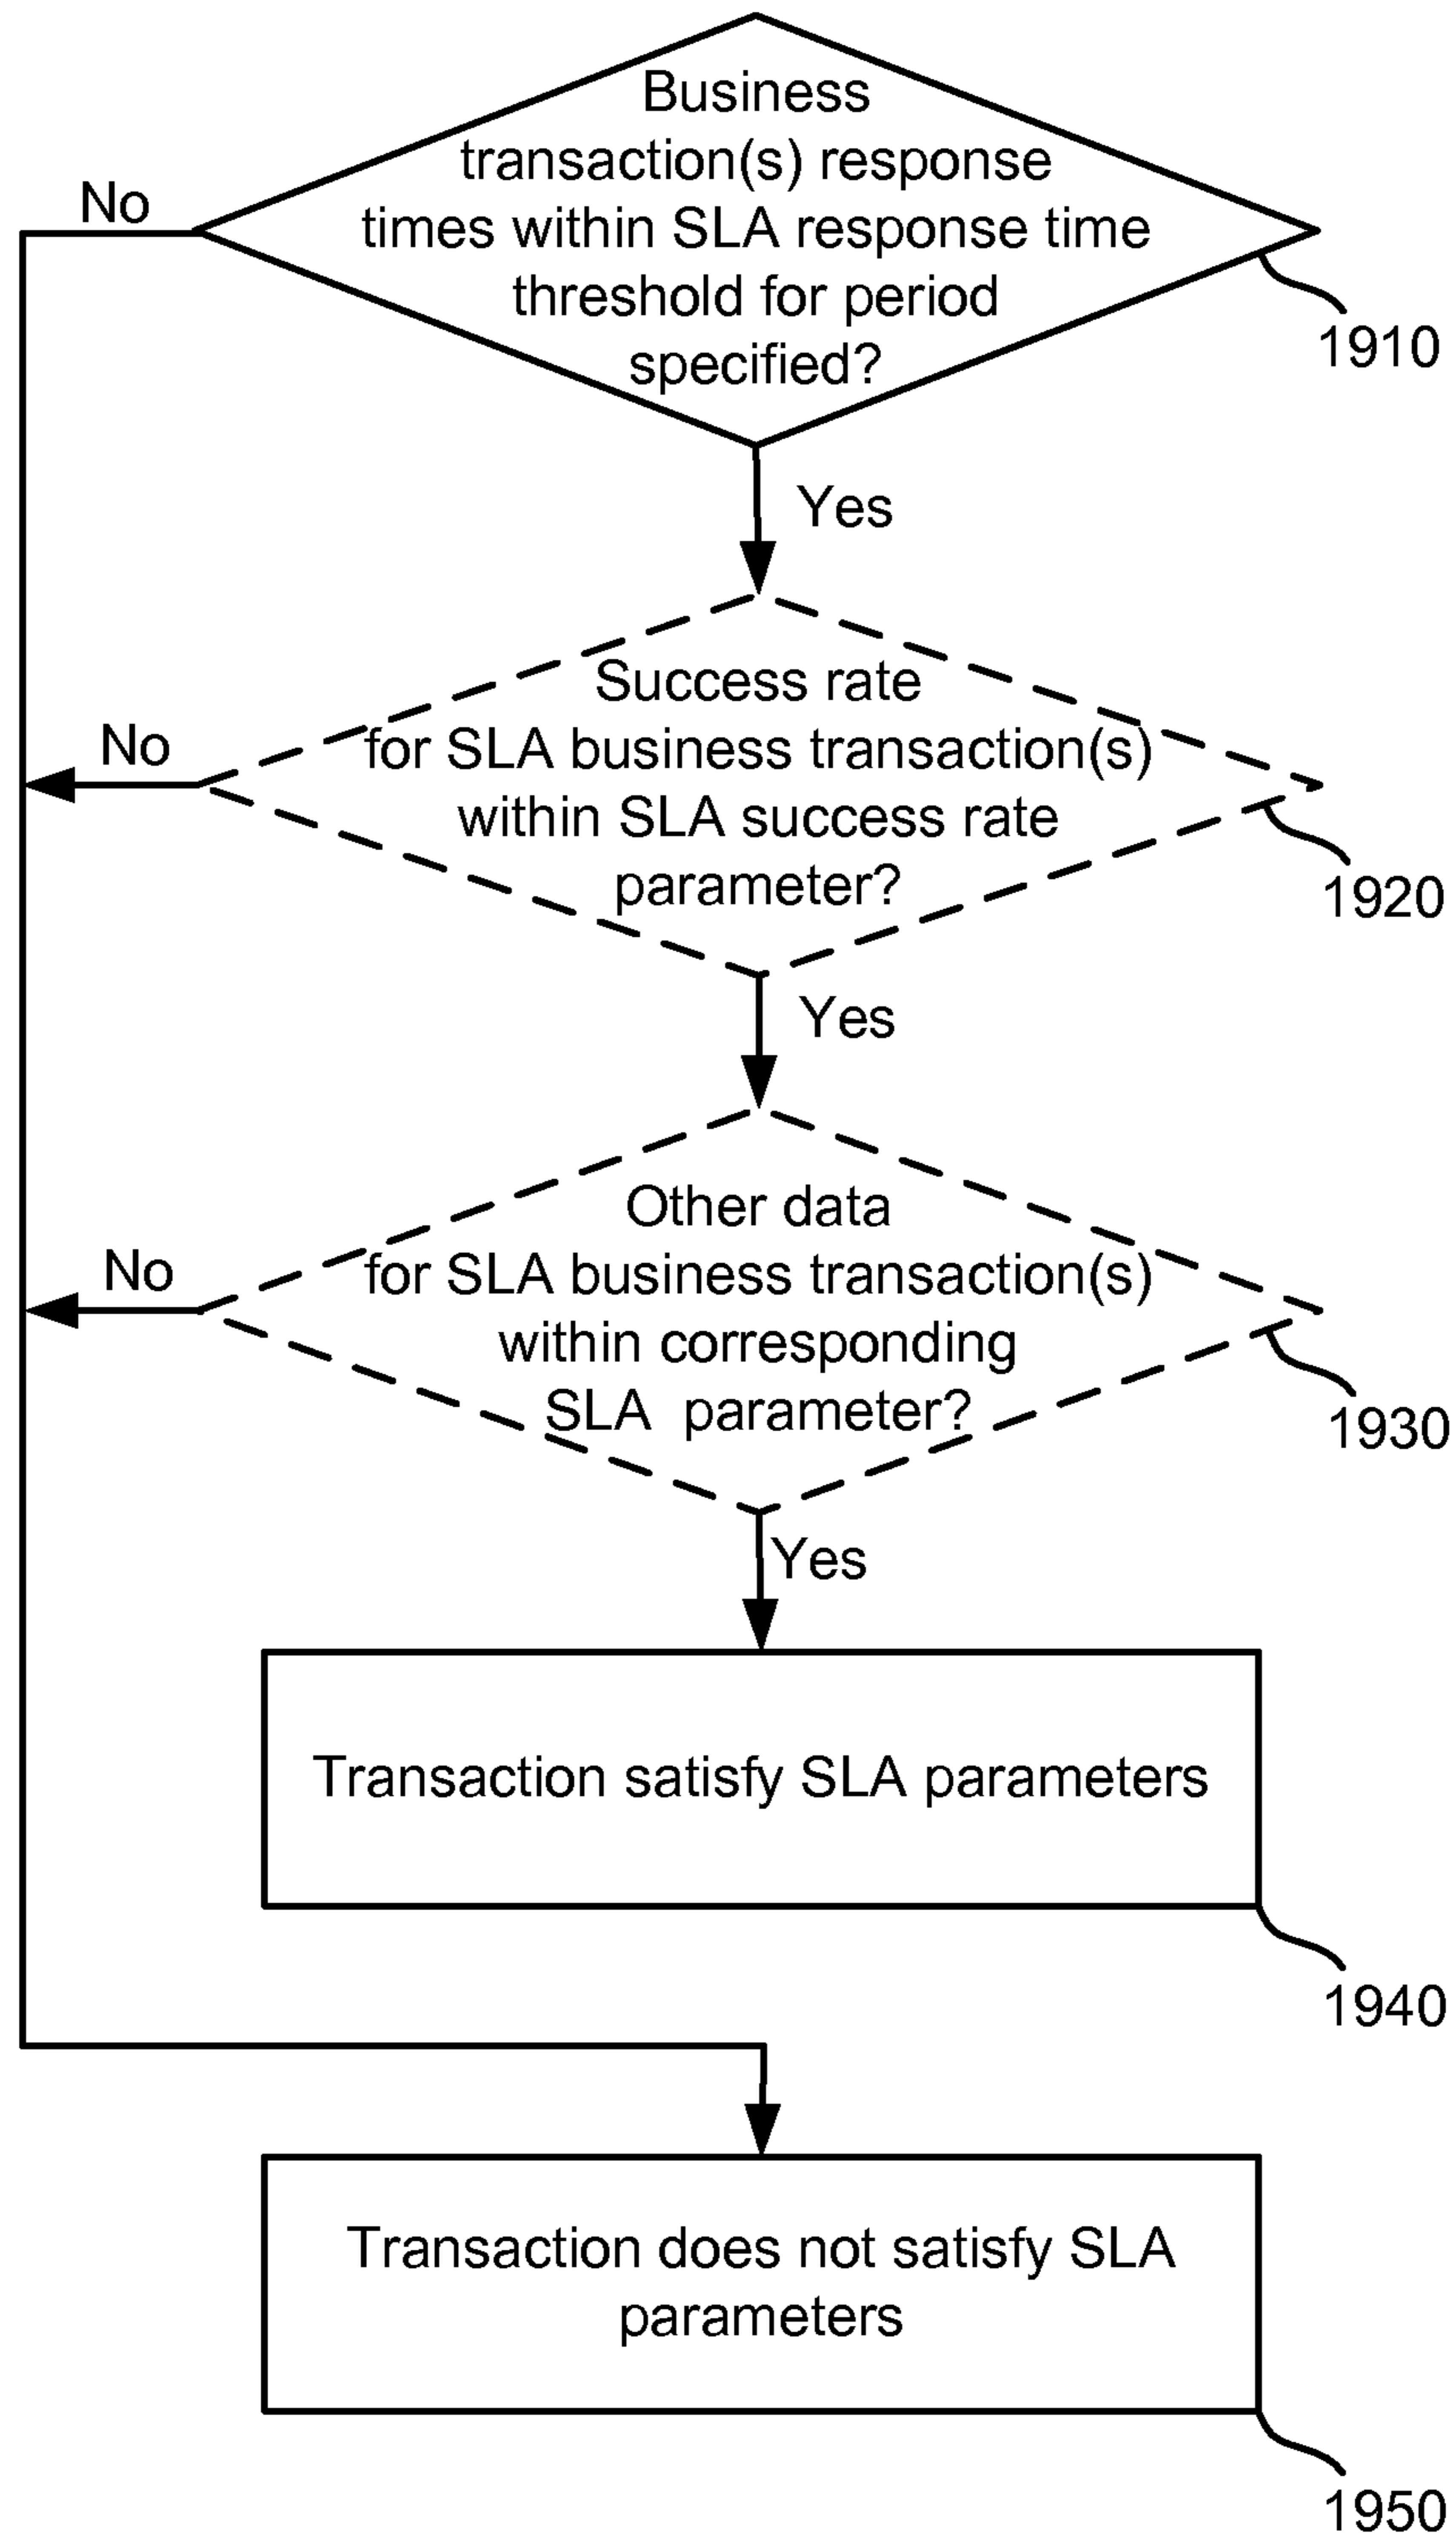 Business
transaction(s) response
No
times within SLA response time
threshold for period
specified?
1910
Yes
Success rate
No
for SLA business transaction(s)
within SLA success rate
parameter?
1920
Yes
Other data
No
for SLA business transaction(s)
within corresponding
SLA parameter?
1930
Yes
Transaction satisfy SLA parameters
1940
Transaction does not satisfy SLA
parameters
1950